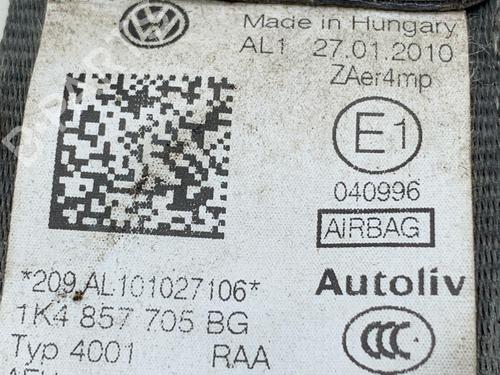 Made in Hungary
AL1 27.01.2010
ZAer4mp
E1
040996
AIRBAG
*209.AL101027106*
Autoliv
1K4 857 705 BG
Typ 4001 RAA